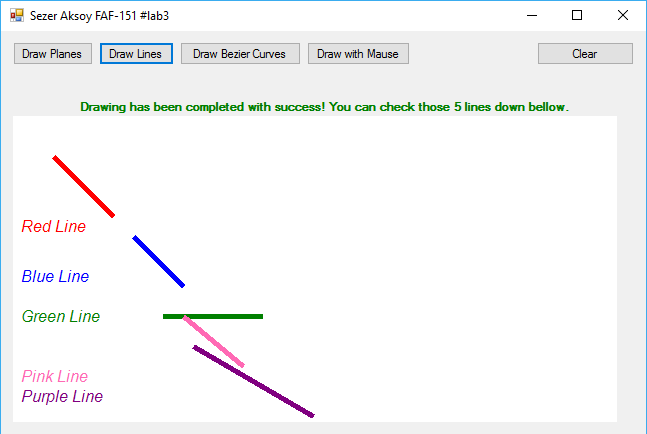 Sezer Aksoy FAF-151 #lab3
Draw Planes Draw Lines Draw Bezier Curves Draw with Mause Clear
Drawing has been completed with success! You can check those 5 lines down bellow.
Red Line
Blue Line
Green Line
Pink Line
Purple Line